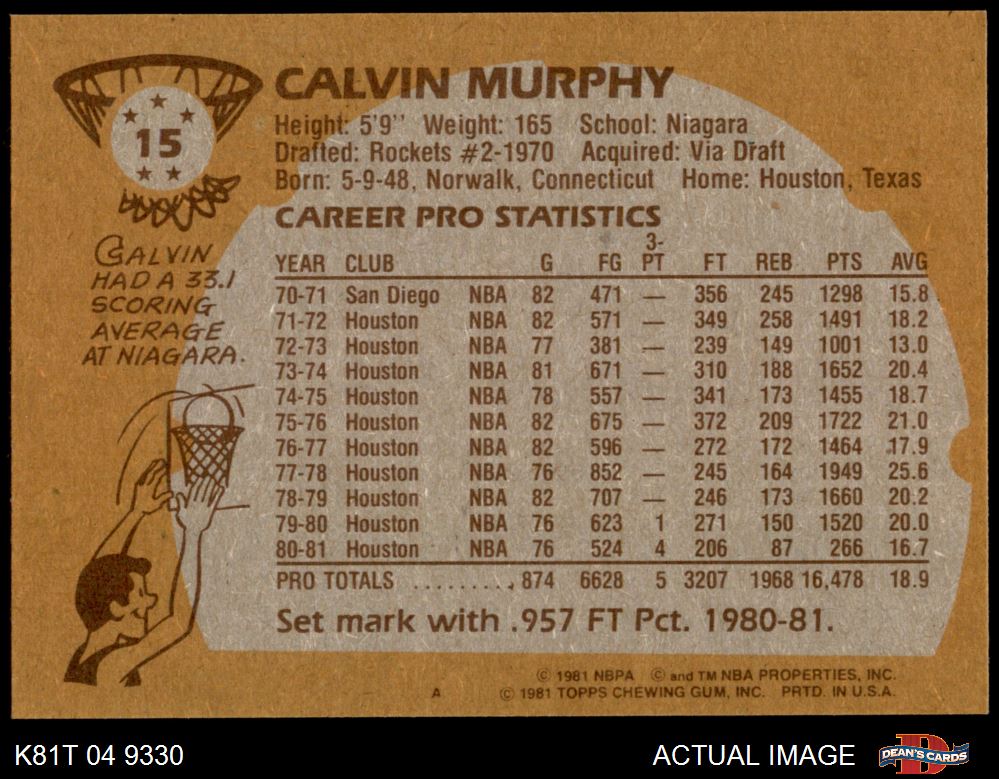 15
CALVIN MURPHY
Height: 5'9'' Weight: 165 School: Niagara
Drafted: Rockets #2-1970 Acquired: Via Draft
Born: 5-9-48, Norwalk, Connecticut Home: Houston, Texas
CAREER PRO STATISTICS
CALVIN
HAD A 33.1
SCORING
AVERAGE
AT NIAGARA.
YEAR CLUB G FG 3-PT FT REB PTS AVG
70-71 San Diego NBA 82 471 — 356 245 1298 15.8
71-72 Houston NBA 82 571 — 349 258 1491 18.2
72-73 Houston NBA 77 381 — 239 149 1001 13.0
73-74 Houston NBA 81 671 — 310 188 1652 20.4
74-75 Houston NBA 78 557 — 341 173 1455 18.7
75-76 Houston NBA 82 675 — 372 209 1722 21.0
76-77 Houston NBA 82 596 — 272 172 1464 17.9
77-78 Houston NBA 76 852 — 245 164 1949 25.6
78-79 Houston NBA 82 707 — 246 173 1660 20.2
79-80 Houston NBA 76 623 1 271 150 1520 20.0
80-81 Houston NBA 76 524 4 206 87 266 16.7
PRO TOTALS ......... 874 6628 5 3207 1968 16,478 18.9
Set mark with .957 FT Pct. 1980-81.
© 1981 NBPA © and TM NBA PROPERTIES, INC.
A © 1981 TOPPS CHEWING GUM, INC. PRTD. IN U.S.A.
K81T 04 9330 ACTUAL IMAGE D DEAN'S CARDS